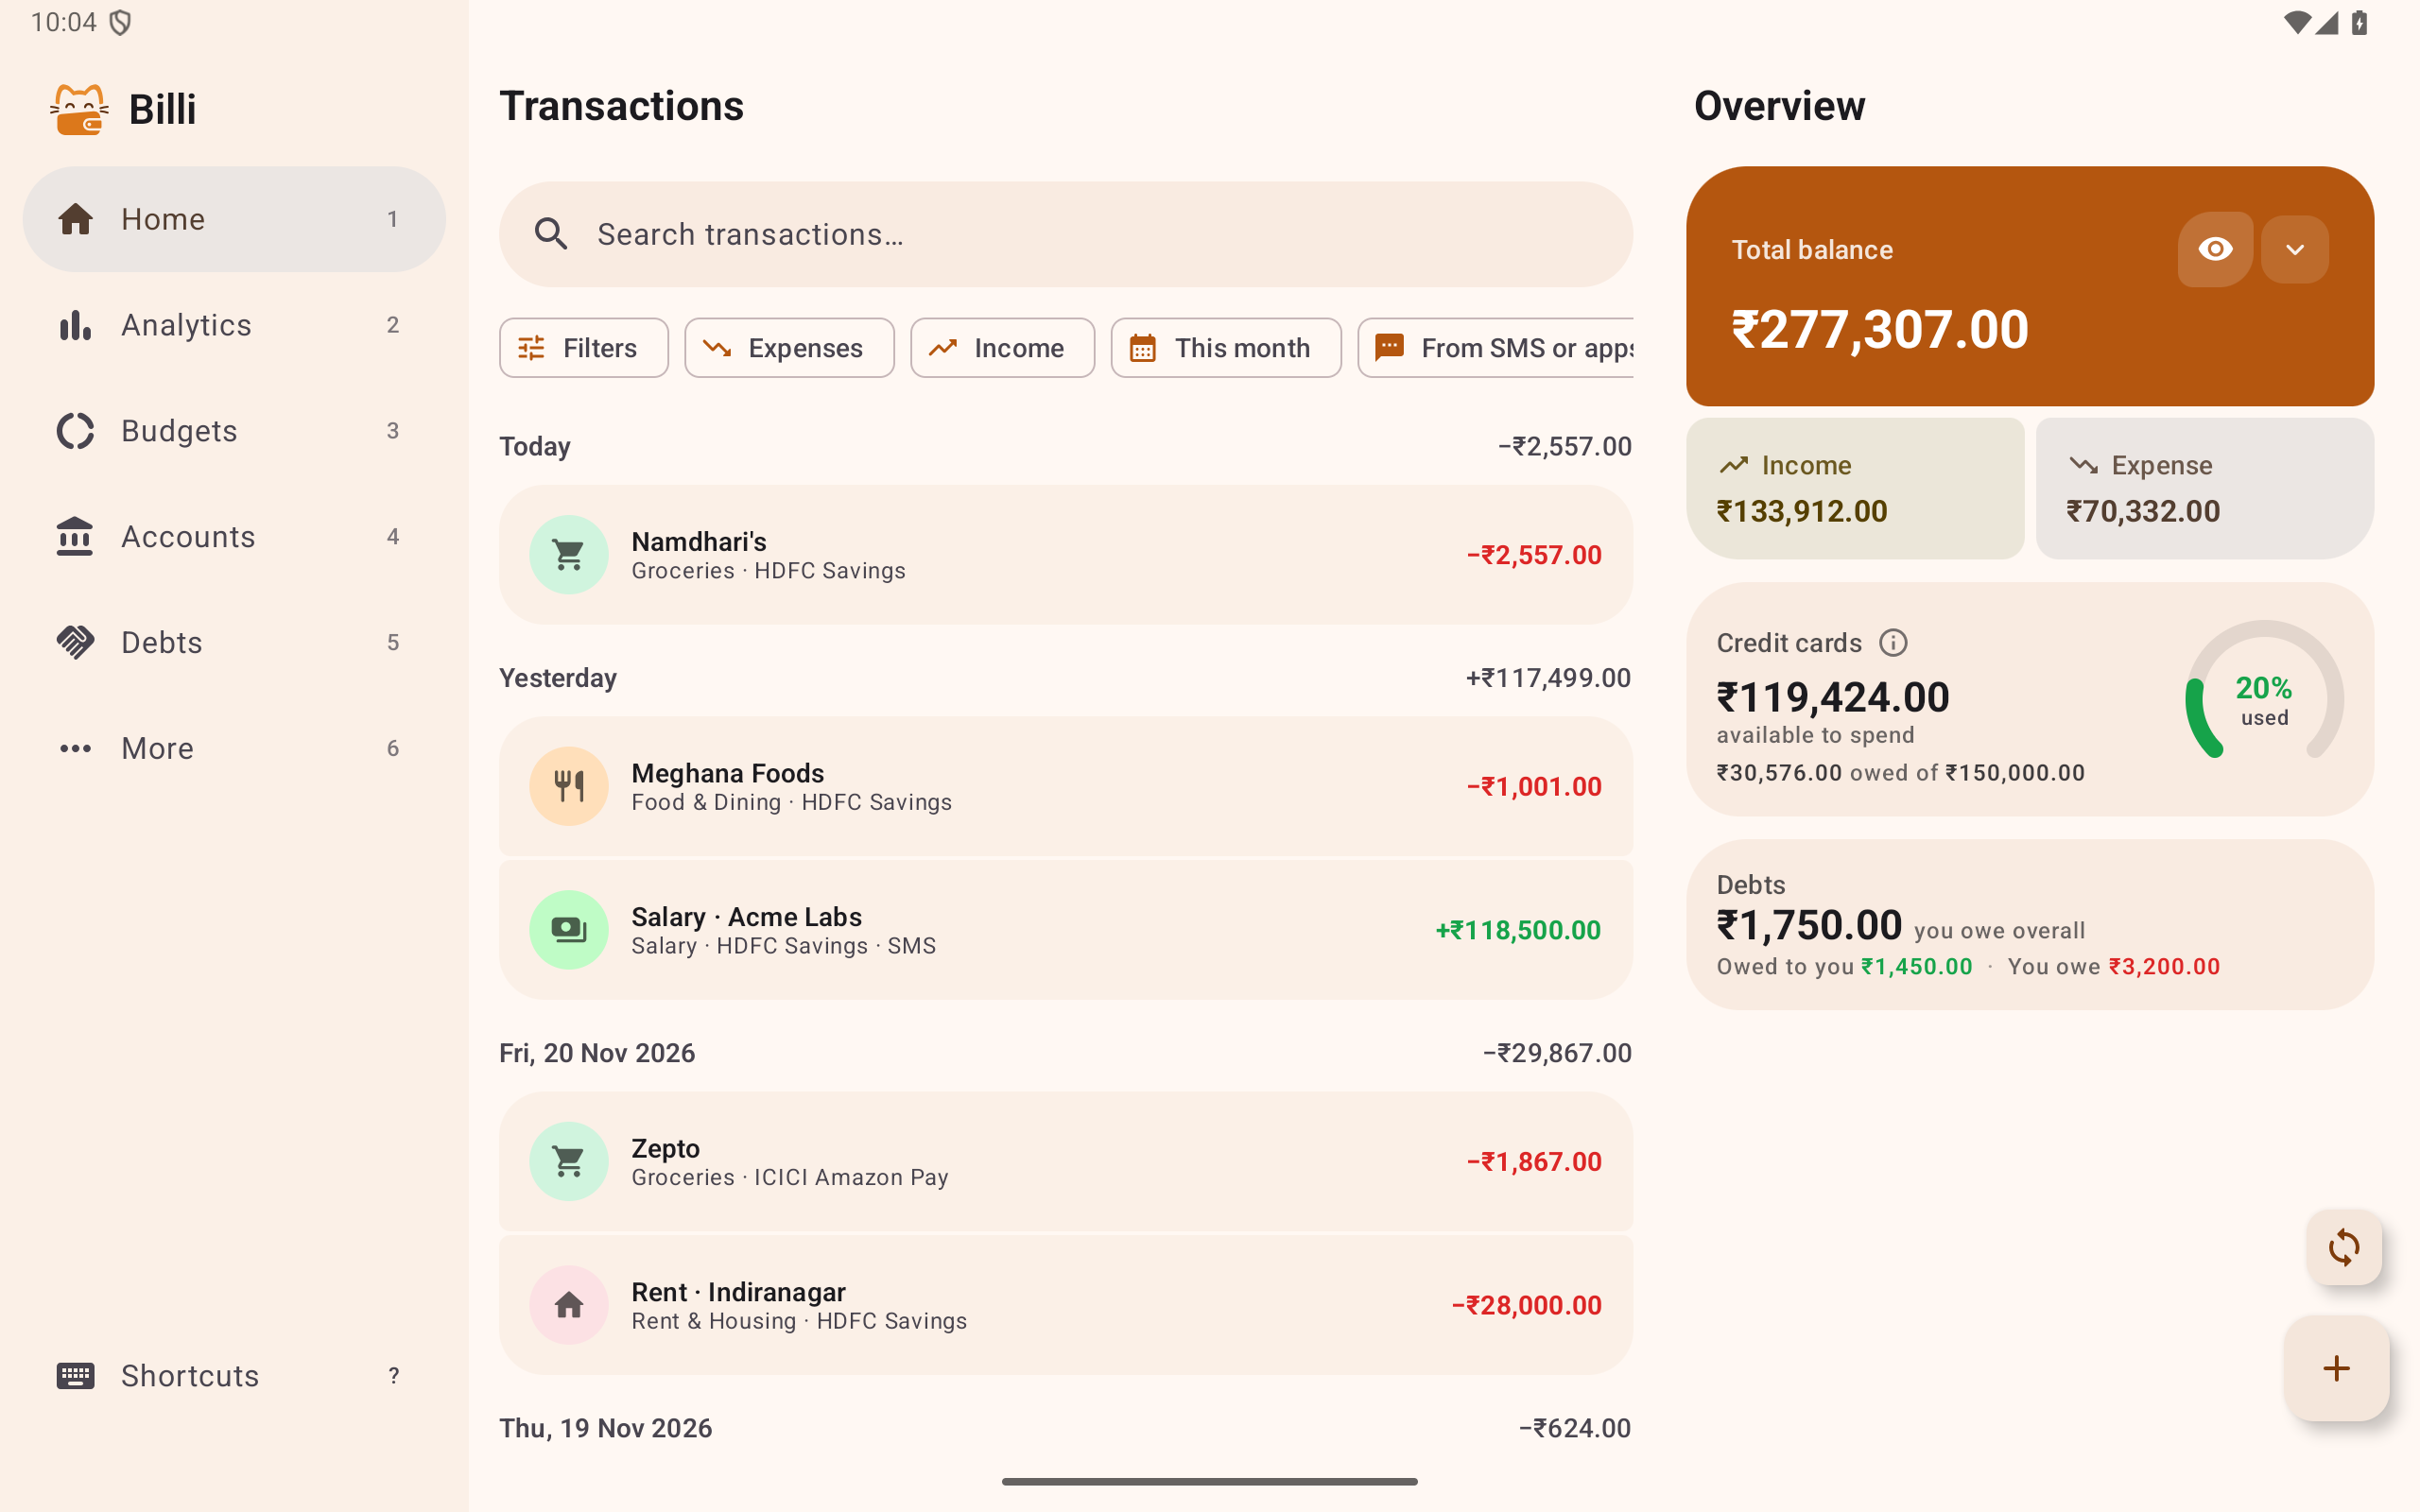 10:04
Billi
Home 1
Analytics 2
Budgets 3
Accounts 4
Debts 5
More 6
Shortcuts ?
Transactions
Search transactions…
Filters
Expenses
Income
This month
From SMS or apps
Today −₹2,557.00
Namdhari's
Groceries · HDFC Savings
−₹2,557.00
Yesterday +₹117,499.00
Meghana Foods
Food & Dining · HDFC Savings
−₹1,001.00
Salary · Acme Labs
Salary · HDFC Savings · SMS
+₹118,500.00
Fri, 20 Nov 2026 −₹29,867.00
Zepto
Groceries · ICICI Amazon Pay
−₹1,867.00
Rent · Indiranagar
Rent & Housing · HDFC Savings
−₹28,000.00
Thu, 19 Nov 2026 −₹624.00
Overview
Total balance
₹277,307.00
Income
₹133,912.00
Expense
₹70,332.00
Credit cards
₹119,424.00
available to spend
₹30,576.00 owed of ₹150,000.00
20%
used
Debts
₹1,750.00 you owe overall
Owed to you ₹1,450.00 · You owe ₹3,200.00